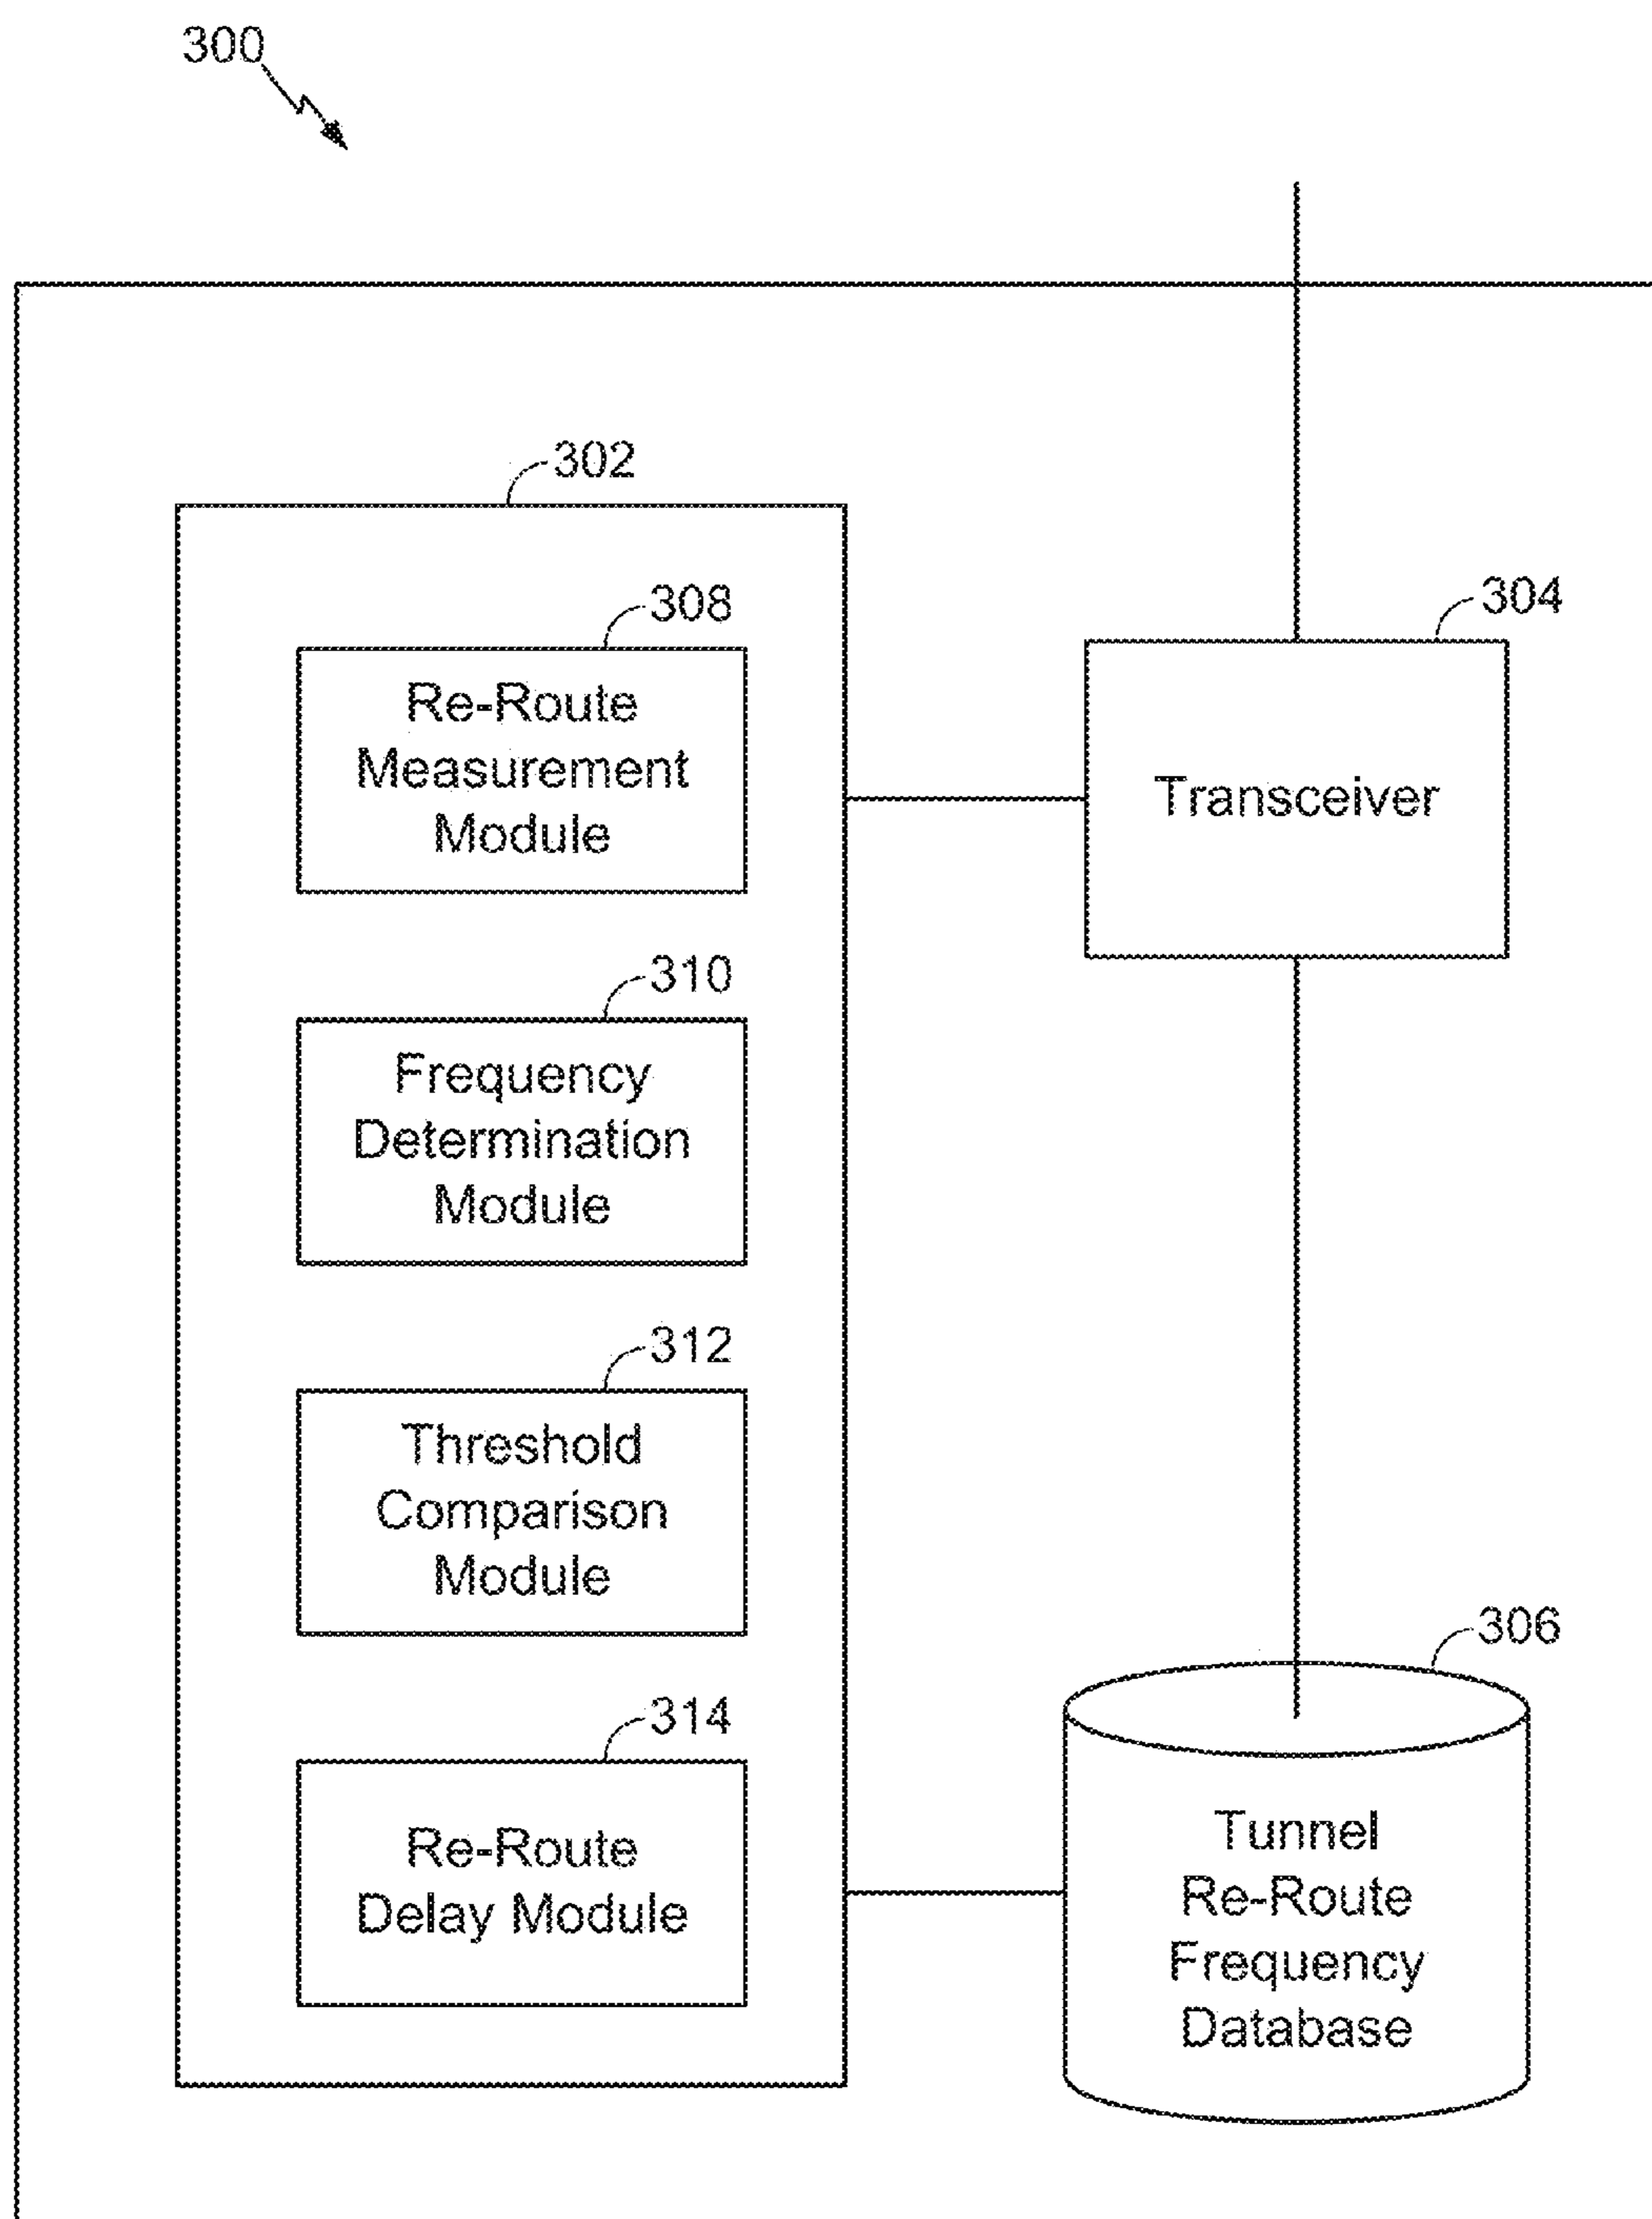 300
302
308
Re-Route
Measurement
Module
304
Transceiver
310
Frequency
Determination
Module
312
Threshold
Comparison
Module
314
Re-Route
Delay Module
306
Tunnel
Re-Route
Frequency
Database